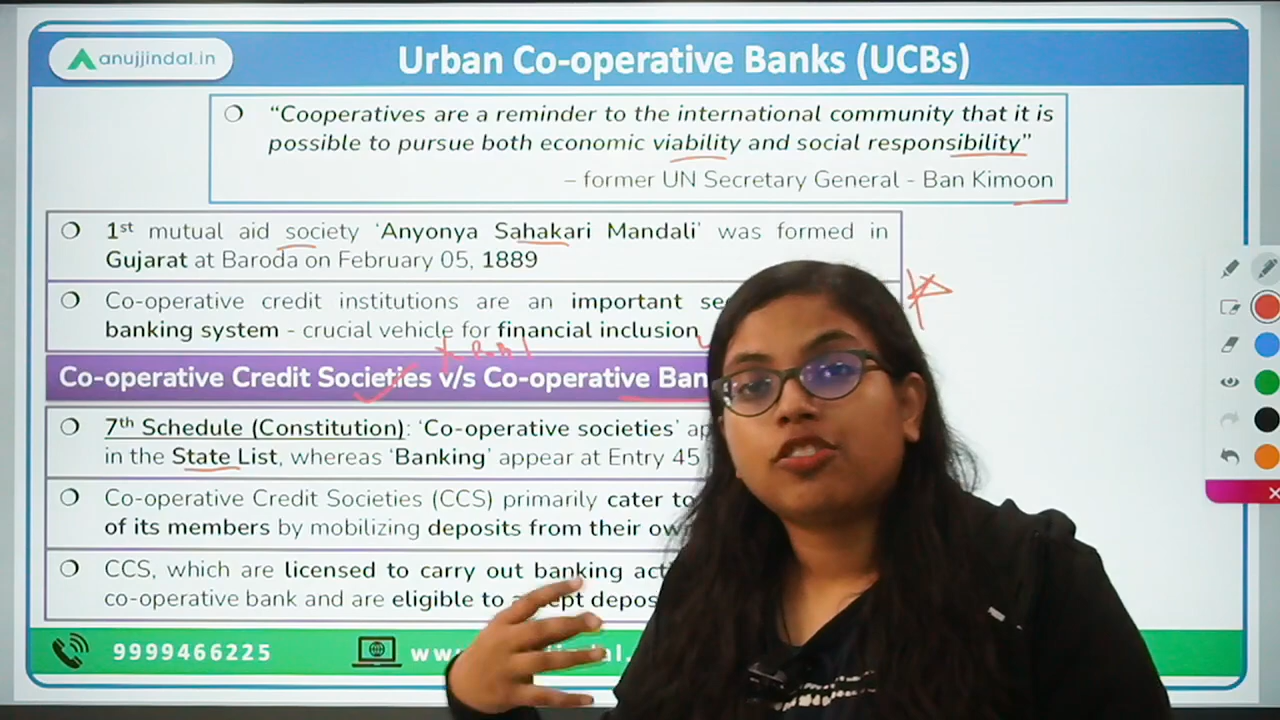 anujjindal.in
Urban Co-operative Banks (UCBs)
"Cooperatives are a reminder to the international community that it is
possible to pursue both economic viability and social responsibility"
– former UN Secretary General - Ban Kimoon
1st mutual aid society 'Anyonya Sahakari Mandali' was formed in
Gujarat at Baroda on February 05, 1889
Co-operative credit institutions are an important
banking system - crucial vehicle for financial inclusion
Co-operative Credit Societies v/s Co-operative
7th Schedule (Constitution): 'Co-operative societies'
in the State List, whereas 'Banking' appear at Entry 45
Co-operative Credit Societies (CCS) primarily cater to
of its members by mobilizing deposits from their
CCS, which are licensed to carry out banking
co-operative bank and are eligible to
9999466225